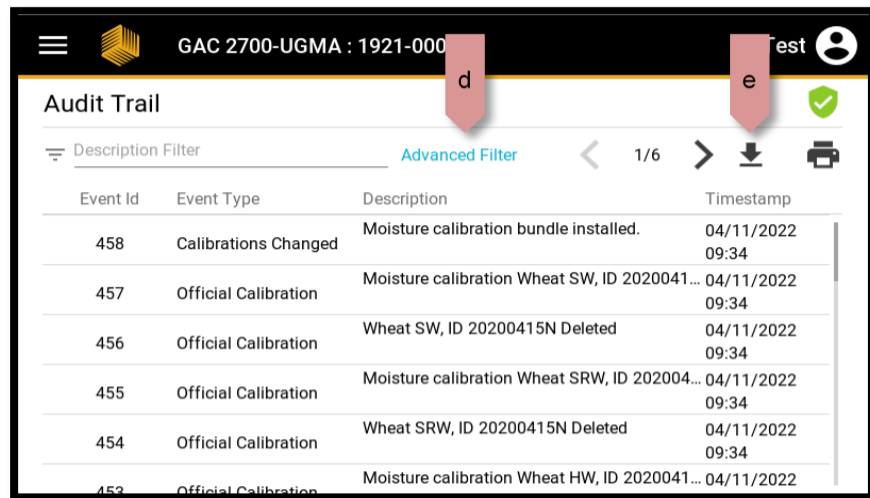 GAC 2700-UGMA : 1921-000
d
e
Audit Trail
Description Filter
Advanced Filter
1/6
Event Id Event Type Description Timestamp
458 Calibrations Changed Moisture calibration bundle installed. 04/11/2022
09:34
457 Official Calibration Moisture calibration Wheat SW, ID 2020041... 04/11/2022
09:34
456 Official Calibration Wheat SW, ID 20200415N Deleted 04/11/2022
09:34
455 Official Calibration Moisture calibration Wheat SRW, ID 202004... 04/11/2022
09:34
454 Official Calibration Wheat SRW, ID 20200415N Deleted 04/11/2022
09:34
453 Official Calibration Moisture calibration Wheat HW, ID 2020041... 04/11/2022